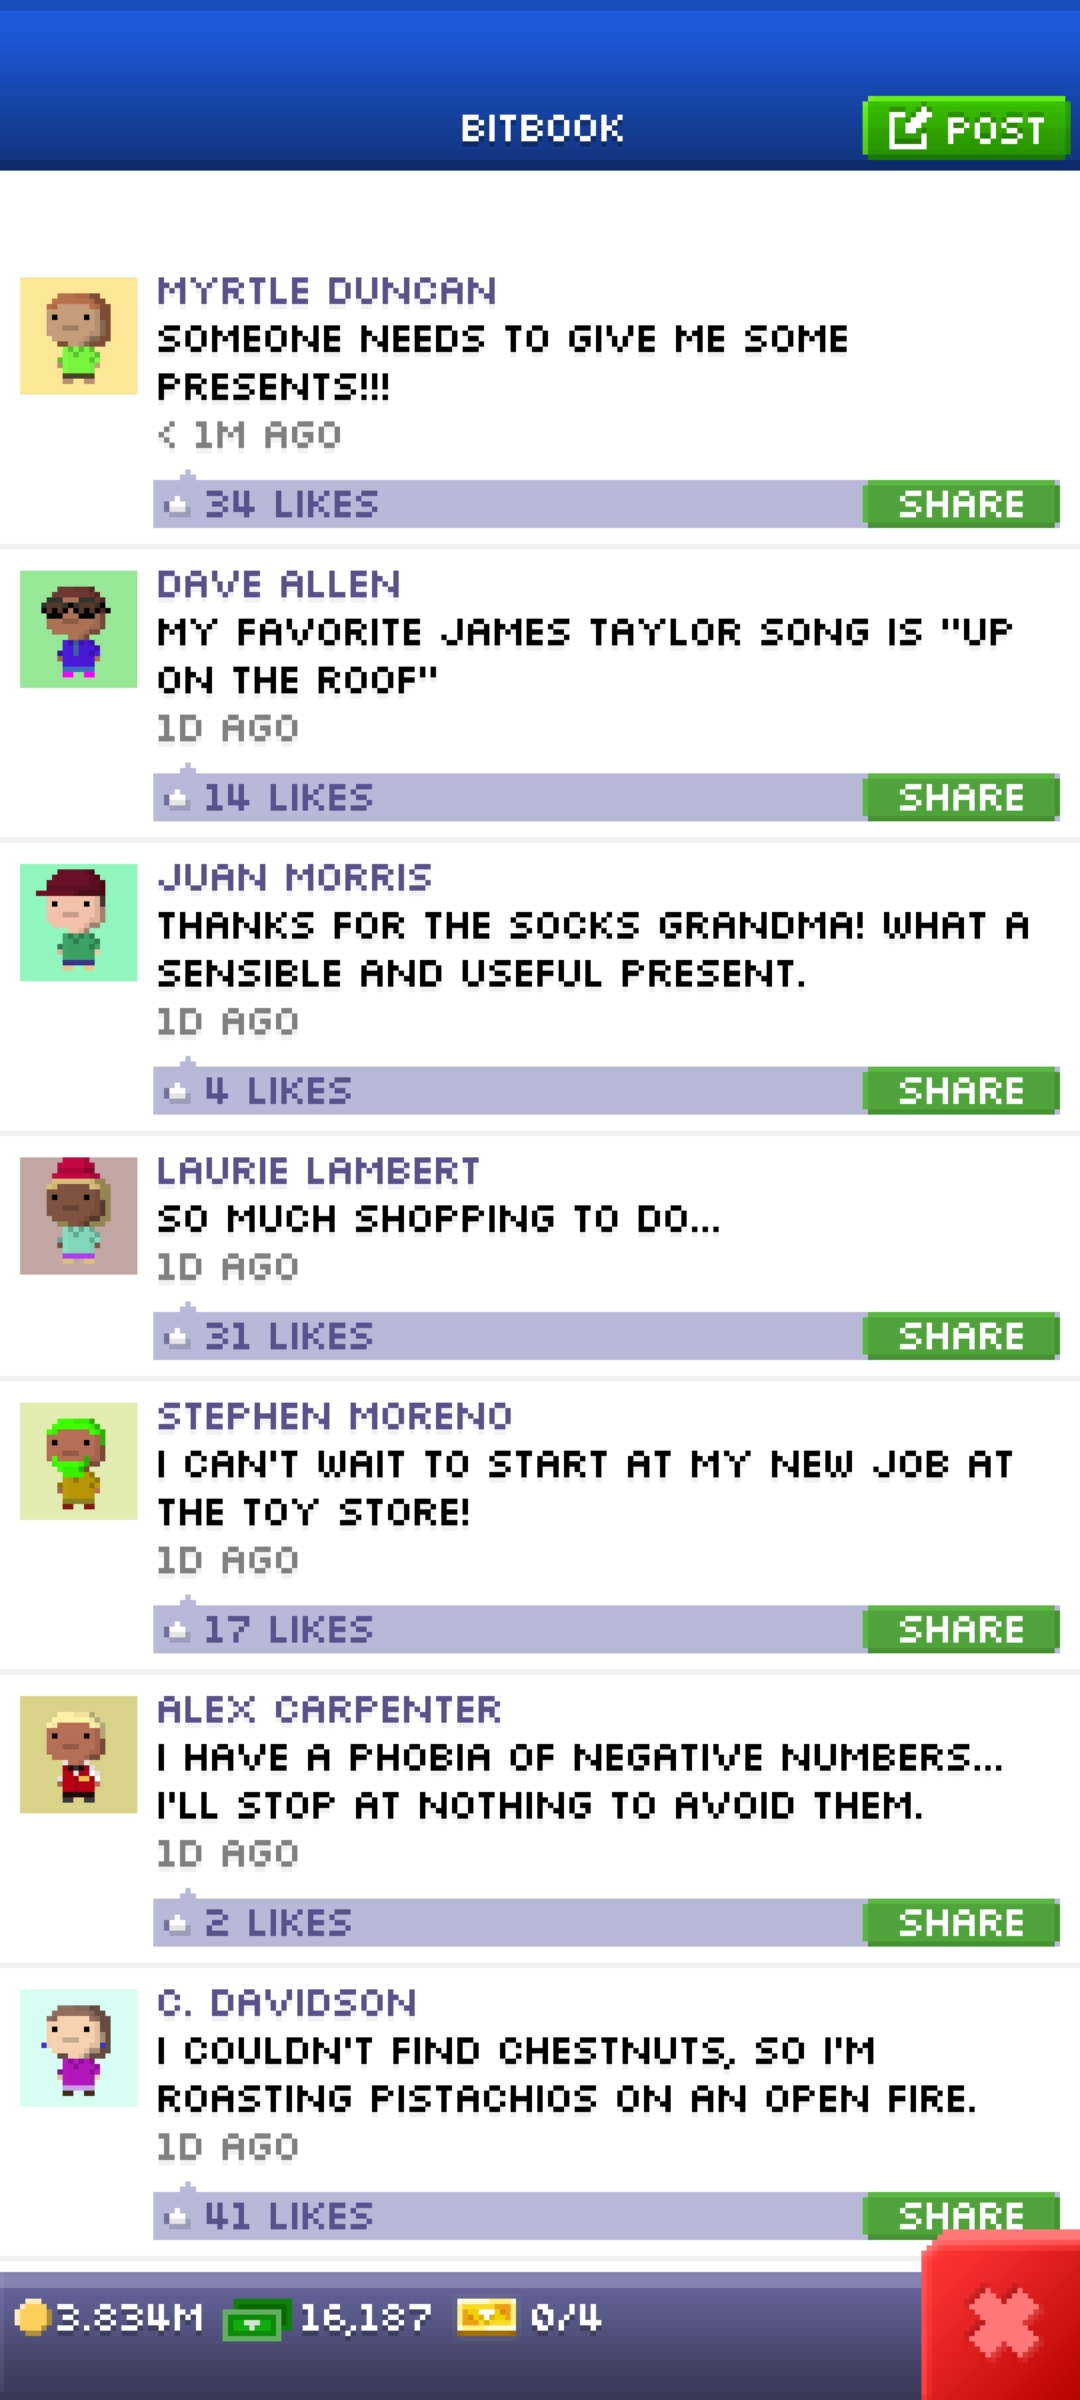 BITBOOK
POST
MYRTLE DUNCAN
SOMEONE NEEDS TO GIVE ME SOME
PRESENTS!!!
< 1M AGO
34 LIKES
SHARE
DAVE ALLEN
MY FAVORITE JAMES TAYLOR SONG IS "UP
ON THE ROOF"
1D AGO
14 LIKES
SHARE
JUAN MORRIS
THANKS FOR THE SOCKS GRANDMA! WHAT A
SENSIBLE AND USEFUL PRESENT.
1D AGO
4 LIKES
SHARE
LAURIE LAMBERT
SO MUCH SHOPPING TO DO...
1D AGO
31 LIKES
SHARE
STEPHEN MORENO
I CAN'T WAIT TO START AT MY NEW JOB AT
THE TOY STORE!
1D AGO
17 LIKES
SHARE
ALEX CARPENTER
I HAVE A PHOBIA OF NEGATIVE NUMBERS...
I'LL STOP AT NOTHING TO AVOID THEM.
1D AGO
2 LIKES
SHARE
C. DAVIDSON
I COULDN'T FIND CHESTNUTS, SO I'M
ROASTING PISTACHIOS ON AN OPEN FIRE.
1D AGO
41 LIKES
SHARE
3.834M 16,187 0/4